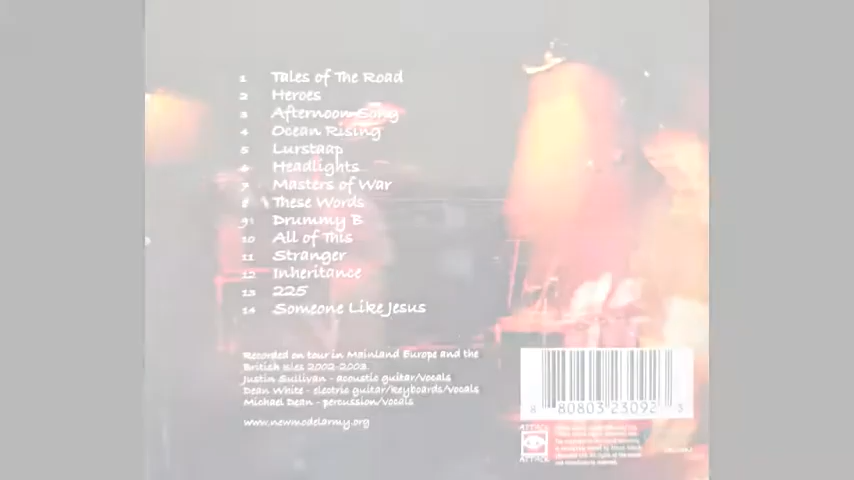 1 Tales of The Road
2 Heroes
3 Afternoon Song
4 Ocean Rising
5 Lurstaap
6 Headlights
7 Masters of War
8 These Words
9 Drummy B
10 All of This
11 Stranger
12 Inheritance
13 225
14 Someone Like Jesus
Recorded on tour in Mainland Europe and the
British Isles 2002-2003.
Justin Sullivan - acoustic guitar/vocals
Dean White - electric guitar/keyboards/vocals
Michael Dean - percussion/vocals
www.newmodelarmy.org
8 80803 23092 3
ATTACK
ATTACK